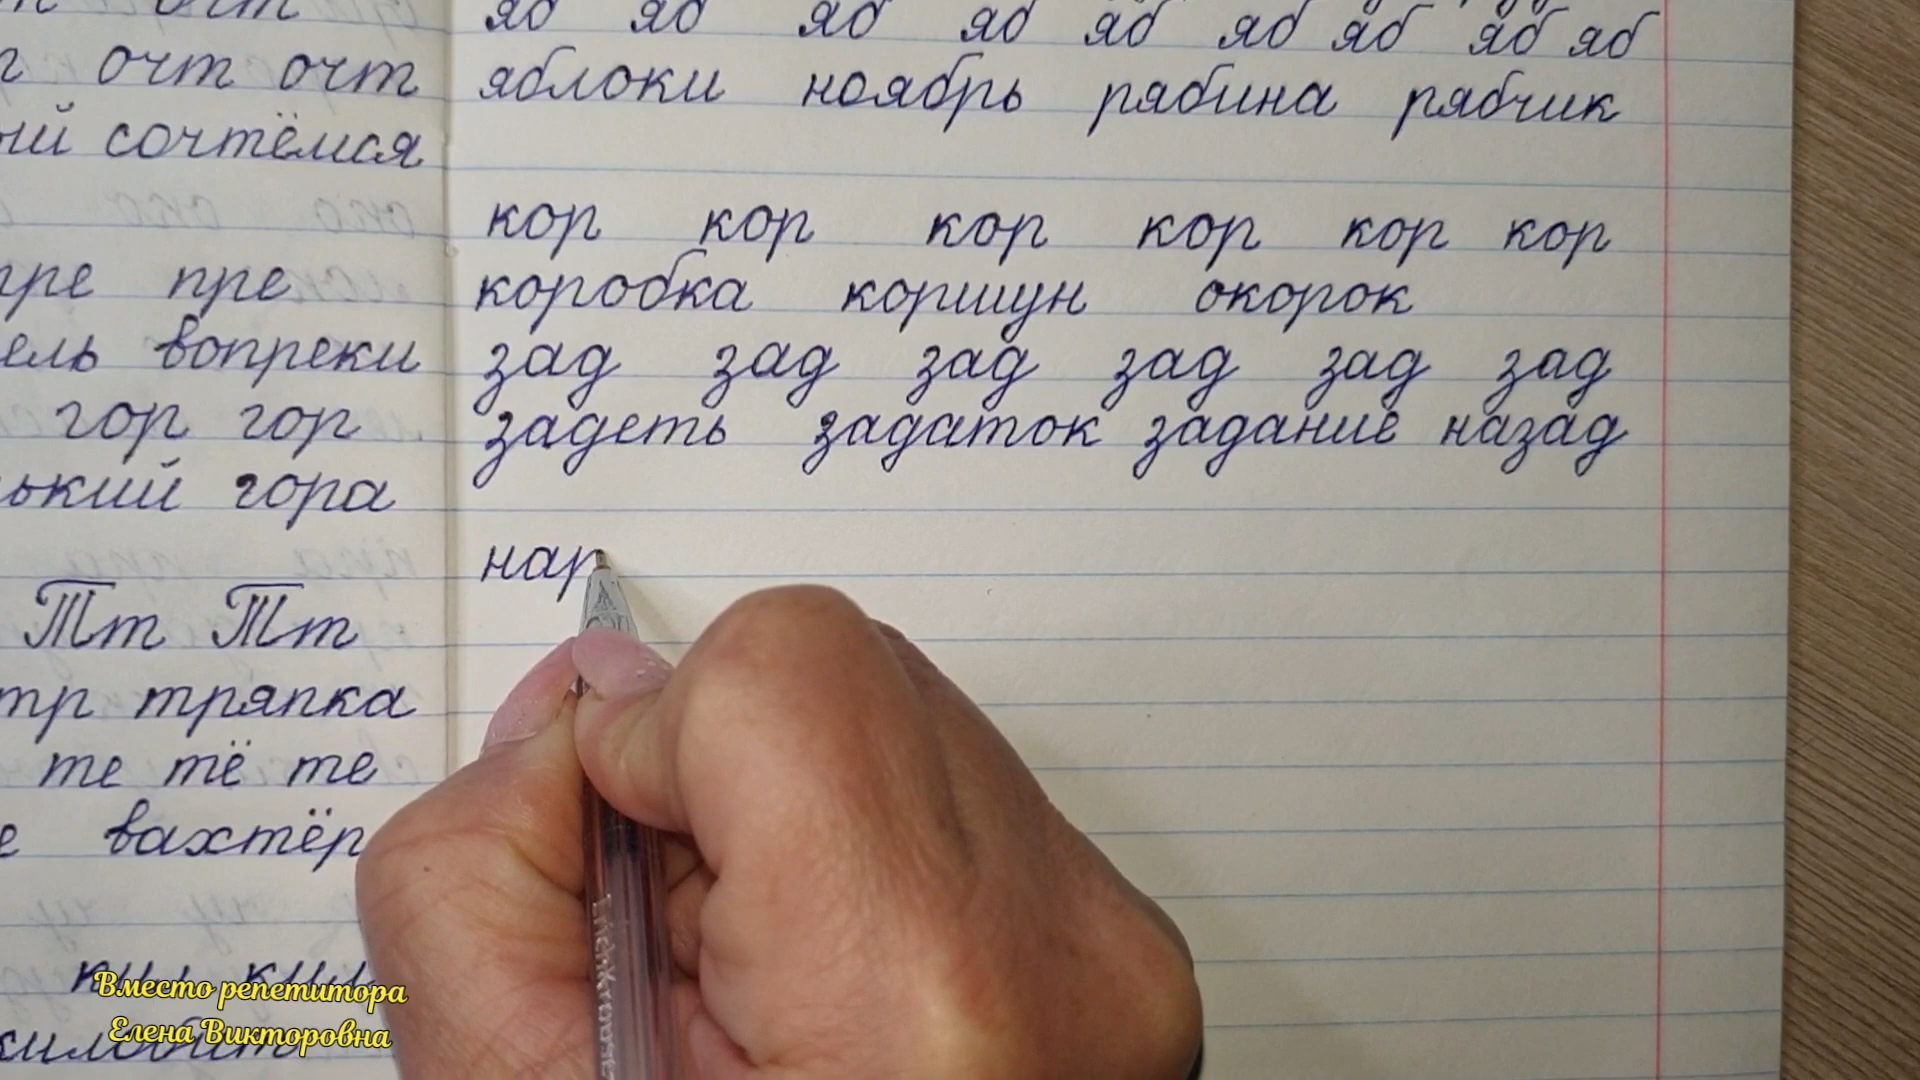 очт
очт очт
сочтёмся
пре
вопреки
гор гор
гора
Тт Тт
тряпка
те тё те
вахтёр
яб яб яб яб яб яб яб яб яб
яблоки ноябрь рябина рябчик
кор кор кор кор кор кор
коробка коршун окорок
зад зад зад зад зад зад
задеть задаток задание назад
нар
Вместо репетитора
Елена Викторовна